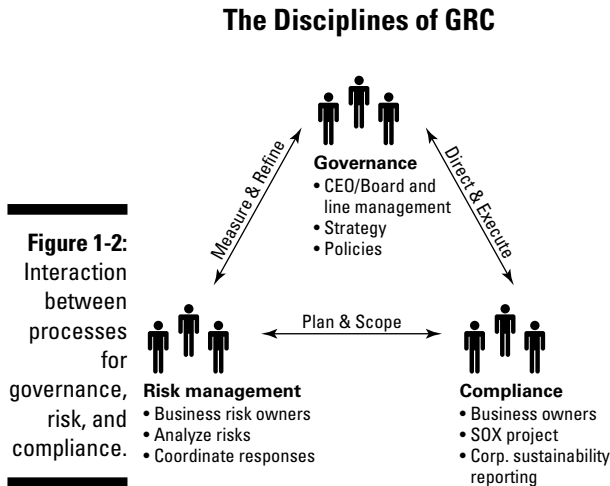 The Disciplines of GRC
Governance
• CEO/Board and
line management
• Strategy
• Policies
Measure & Refine
Direct & Execute
Plan & Scope
Figure 1-2:
Interaction
between
processes
for
governance,
risk, and
compliance.
Risk management
• Business risk owners
• Analyze risks
• Coordinate responses
Compliance
• Business owners
• SOX project
• Corp. sustainability
reporting